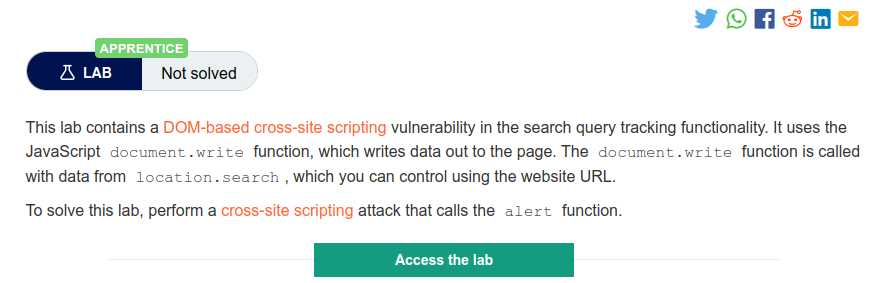 APPRENTICE
LAB Not solved
This lab contains a DOM-based cross-site scripting vulnerability in the search query tracking functionality. It uses the
JavaScript document.write function, which writes data out to the page. The document.write function is called
with data from location.search , which you can control using the website URL.
To solve this lab, perform a cross-site scripting attack that calls the alert function.
Access the lab